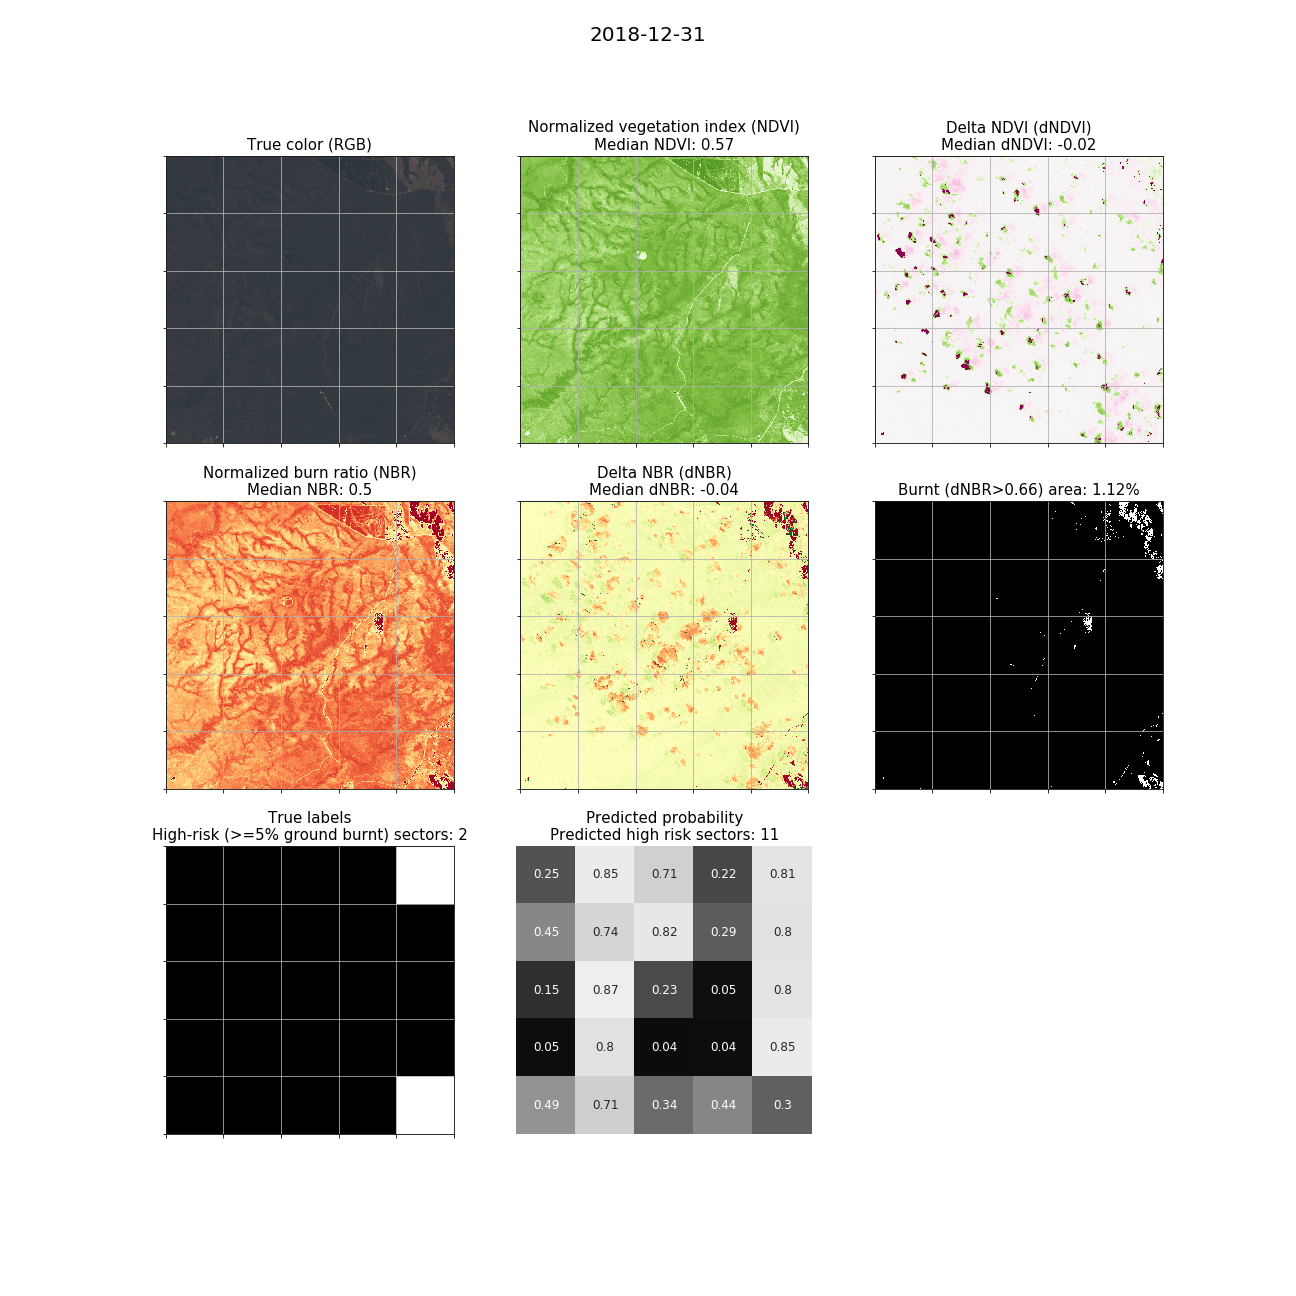 2018-12-31
True color (RGB)
Normalized vegetation index (NDVI)
Median NDVI: 0.57
Delta NDVI (dNDVI)
Median dNDVI: -0.02
Normalized burn ratio (NBR)
Median NBR: 0.5
Delta NBR (dNBR)
Median dNBR: -0.04
Burnt (dNBR>0.66) area: 1.12%
True labels
High-risk (>=5% ground burnt) sectors: 2
Predicted probability
Predicted high risk sectors: 11
0.25 0.85 0.71 0.22 0.81
0.45 0.74 0.82 0.29 0.8
0.15 0.87 0.23 0.05 0.8
0.05 0.8 0.04 0.04 0.85
0.49 0.71 0.34 0.44 0.3